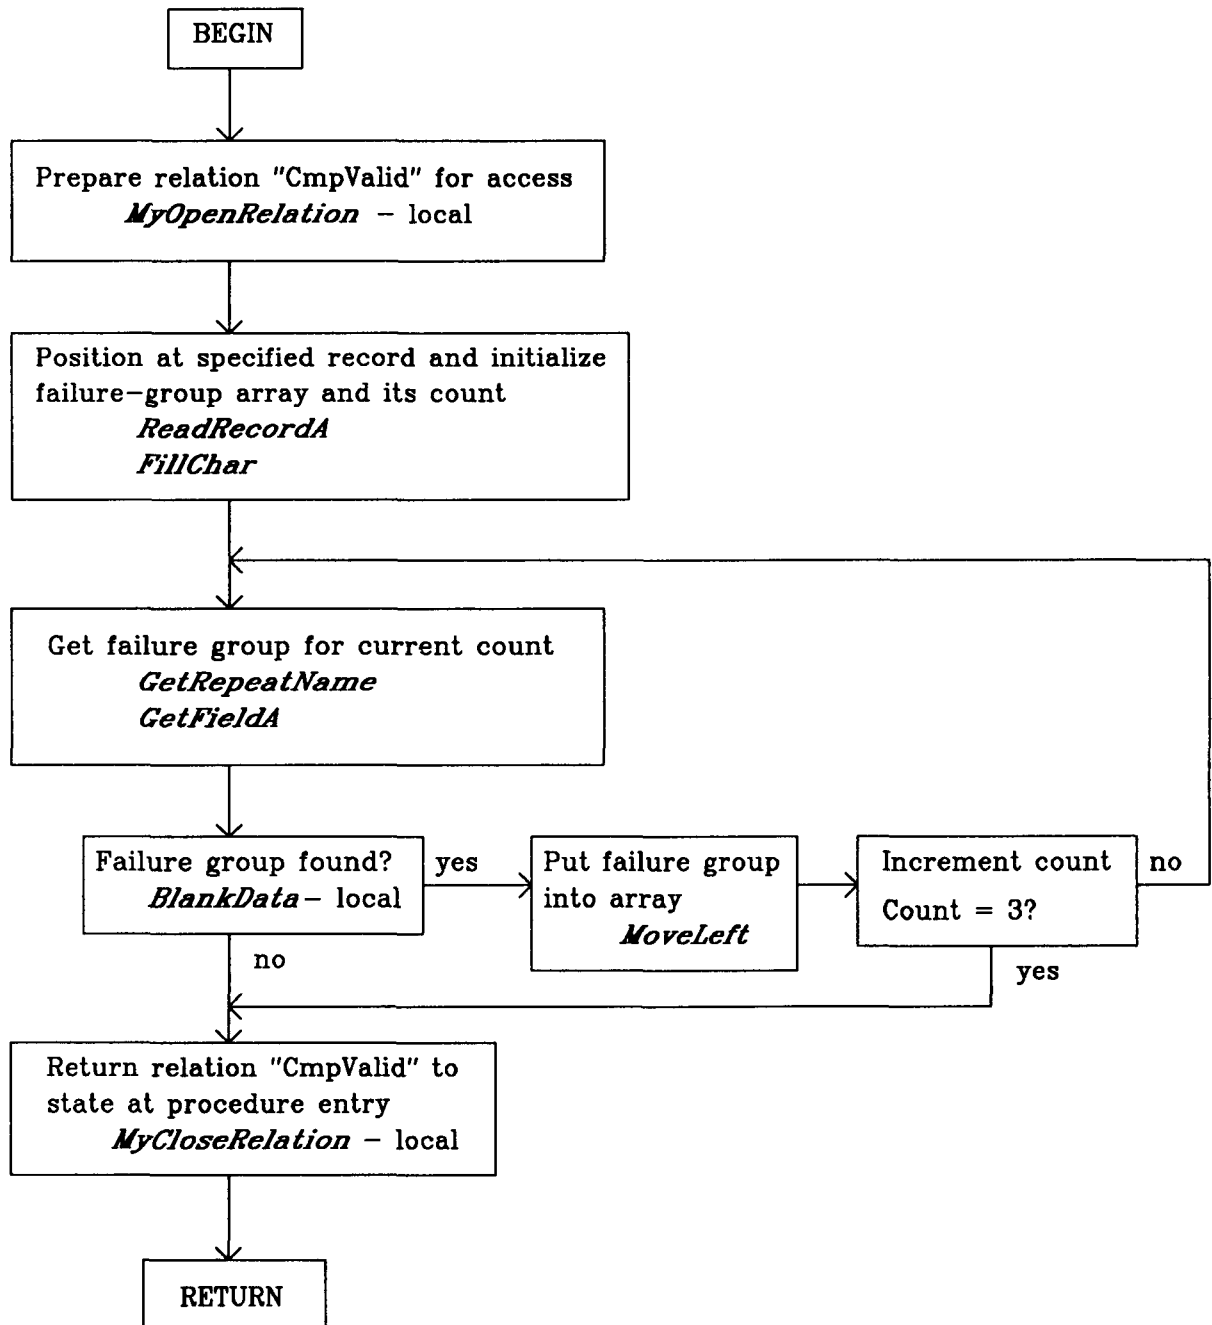 BEGIN
Prepare relation "CmpValid" for access
MyOpenRelation – local
Position at specified record and initialize
failure–group array and its count
ReadRecordA
FillChar
Get failure group for current count
GetRepeatName
GetFieldA
Failure group found?
BlankData – local
yes
no
Put failure group
into array
MoveLeft
Increment count
Count = 3?
no
yes
Return relation "CmpValid" to
state at procedure entry
MyCloseRelation – local
RETURN